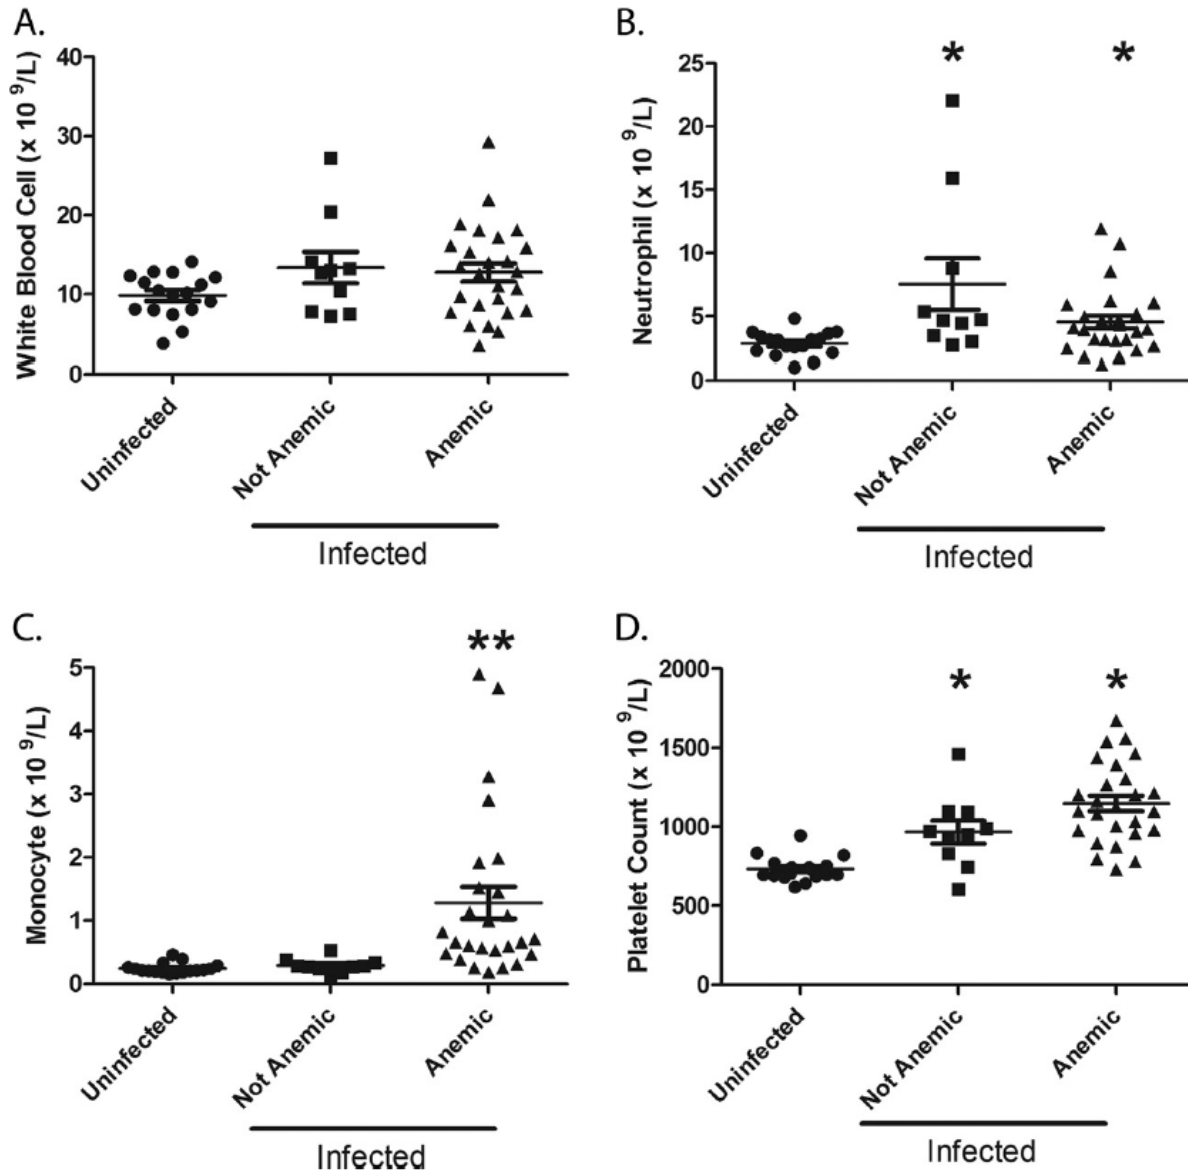 A.
White Blood Cell (x 10 9/L)
40
30
20
10
0
Uninfected
Not Anemic
Anemic
Infected
B.
* *
Neutrophil (x 10 9/L)
25
20
15
10
5
0
Uninfected
Not Anemic
Anemic
Infected
C.
**
Monocyte (x 10 9/L)
5
4
3
2
1
0
Uninfected
Not Anemic
Anemic
Infected
D.
* *
Platelet Count (x 10 9/L)
2000
1500
1000
500
0
Uninfected
Not Anemic
Anemic
Infected